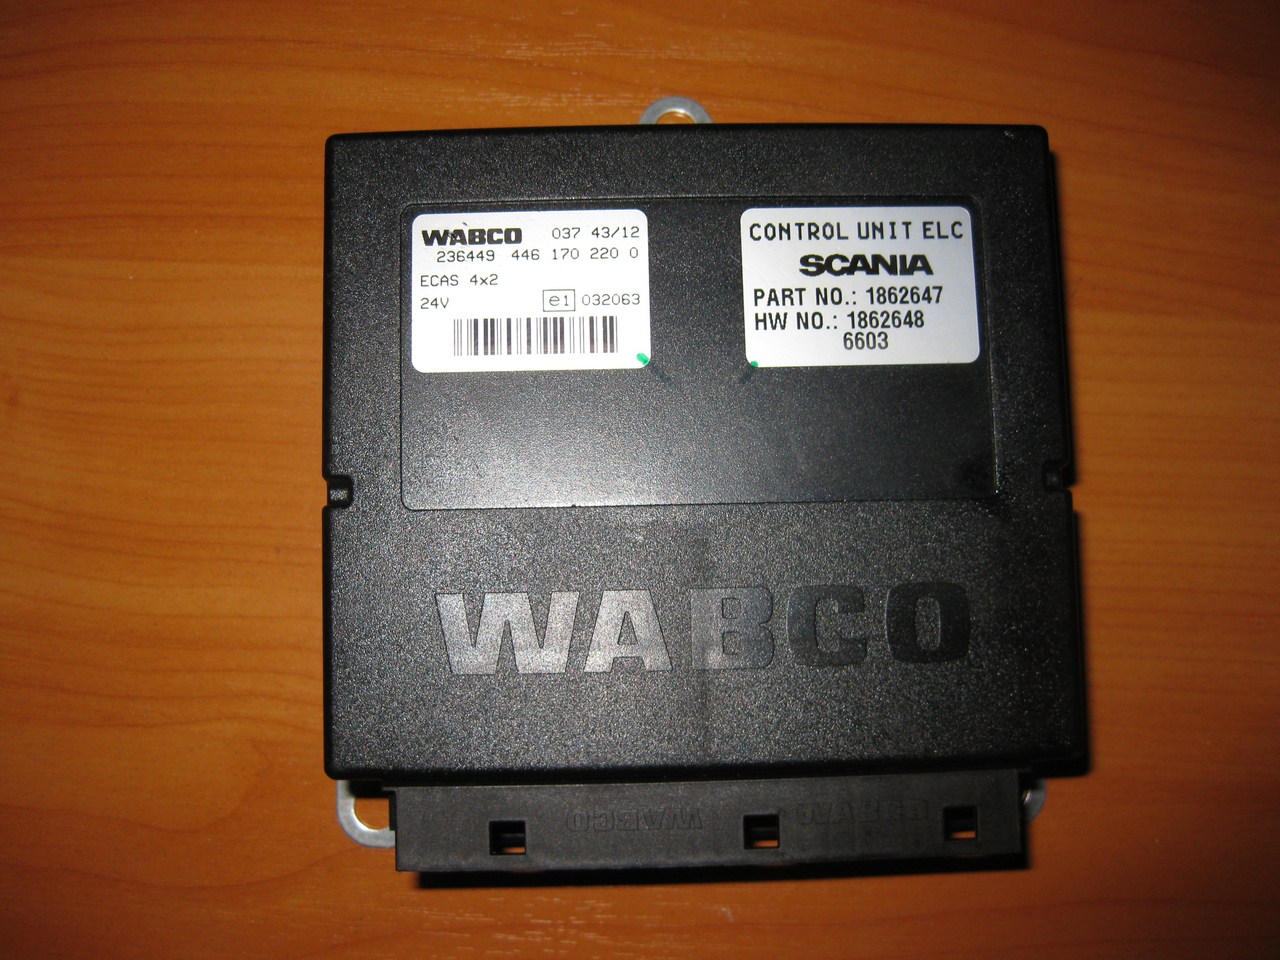 WABCO 037 43/12
236449 446 170 220 0
ECAS 4x2
24V e1 032063
CONTROL UNIT ELC
SCANIA
PART NO.: 1862647
HW NO.: 1862648
6603
WABCO
WABCO